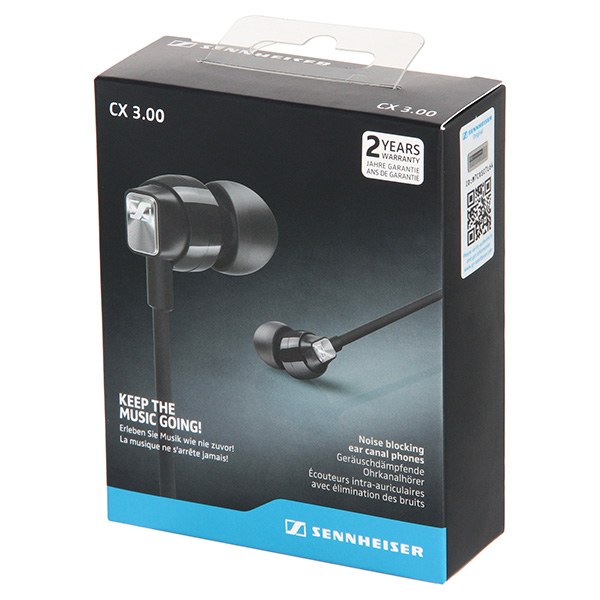 SENNHEISER
CX 3.00
CX 3.00
2 YEARS
WARRANTY
JAHRE GARANTIE
ANS DE GARANTIE
SENNHEISER
KEEP THE
MUSIC GOING!
Erleben Sie Musik wie nie zuvor!
La musique ne s'arrête jamais!
Noise blocking
ear canal phones
Geräuschdämpfende
Ohrkanalhörer
Écouteurs intra-auriculaires
avec élimination des bruits
SENNHEISER